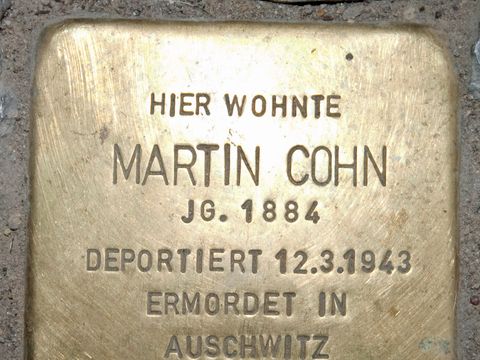 HIER WOHNTE
MARTIN COHN
JG. 1884
DEPORTIERT 12.3.1943
ERMORDET IN
AUSCHWITZ